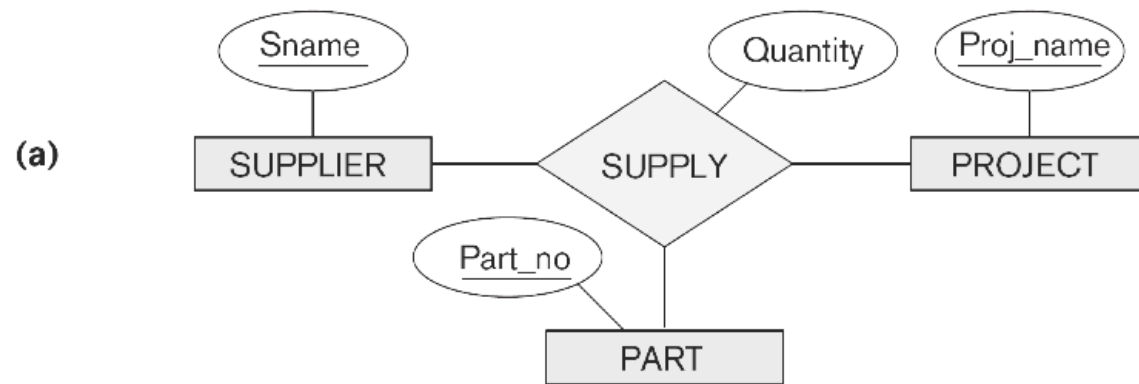 Sname
Quantity
Proj_name
(a)
SUPPLIER
SUPPLY
PROJECT
Part_no
PART